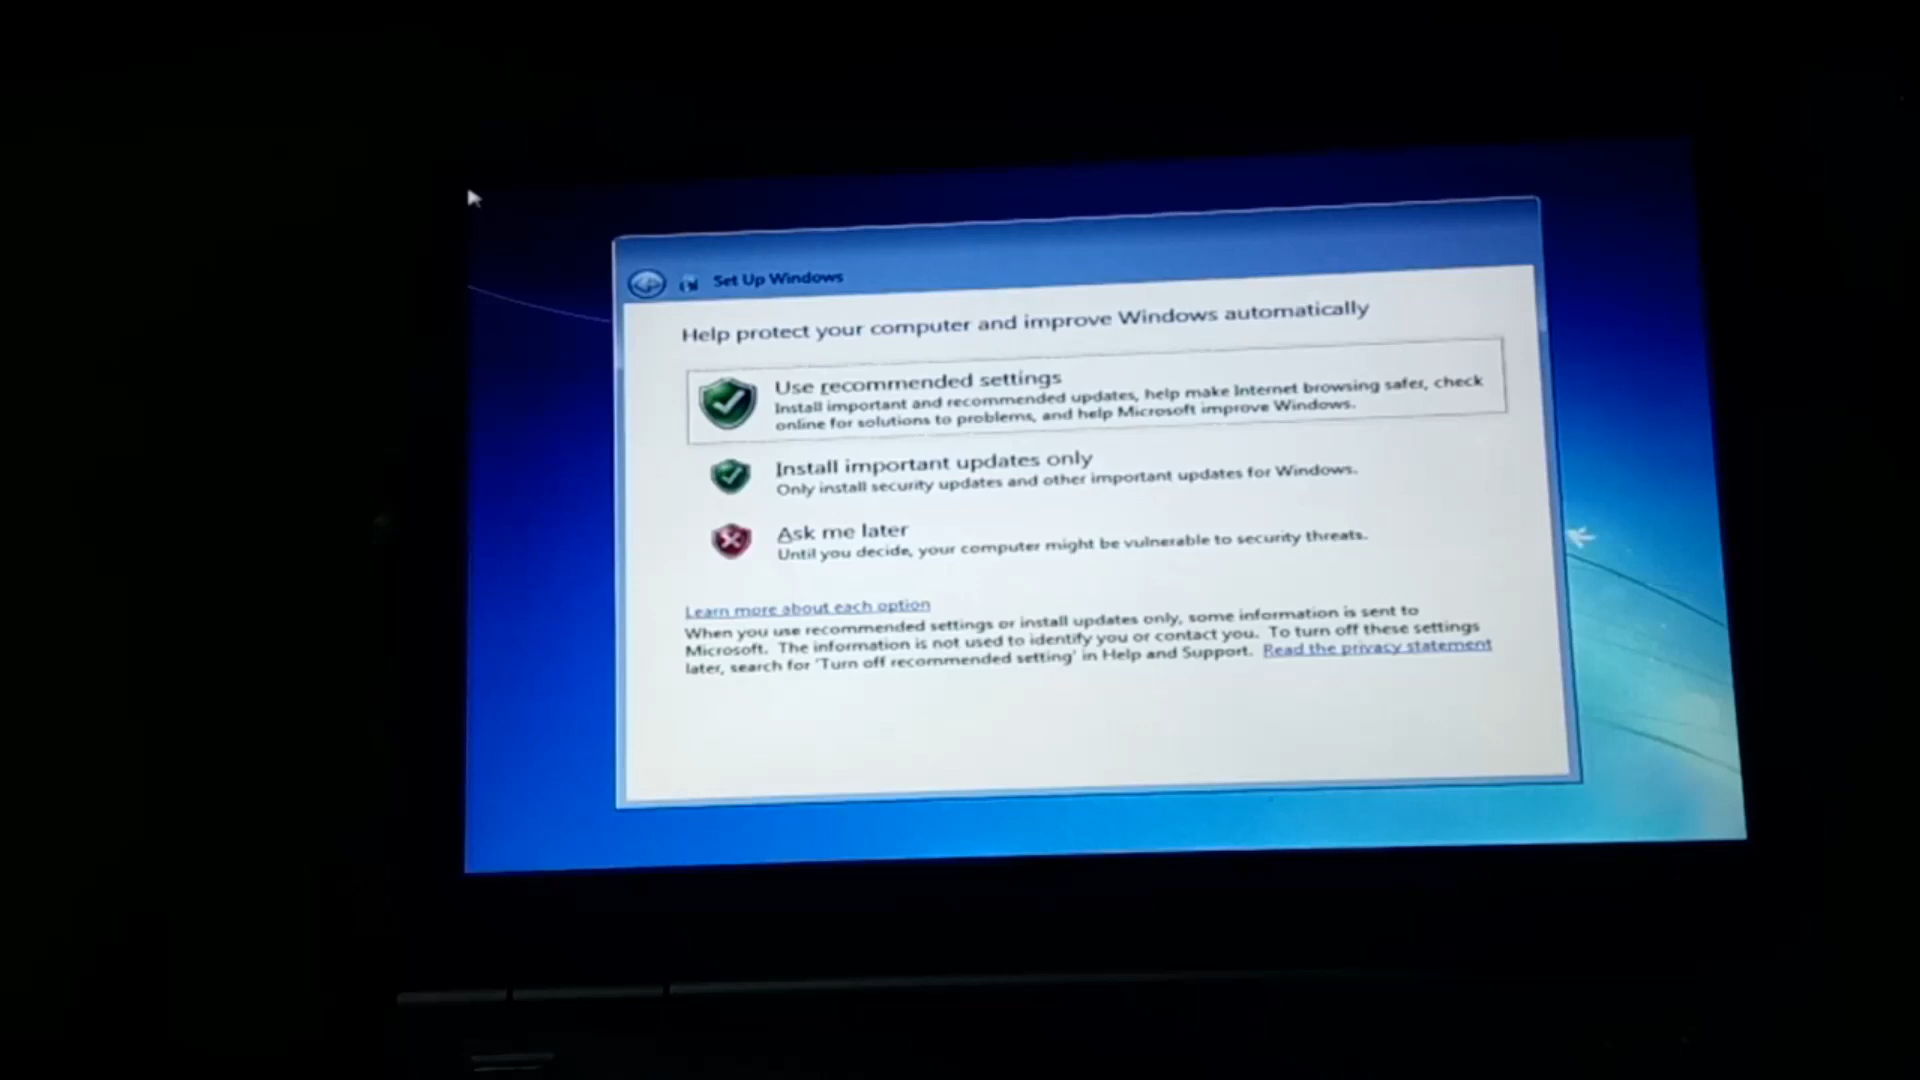 Set Up Windows
Help protect your computer and improve Windows automatically
Use recommended settings
Install important and recommended updates, help make Internet browsing safer, check
online for solutions to problems, and help Microsoft improve Windows.
Install important updates only
Only install security updates and other important updates for Windows.
Ask me later
Until you decide, your computer might be vulnerable to security threats.
Learn more about each option
When you use recommended settings or install updates only, some information is sent to
Microsoft. The information is not used to identify you or contact you. To turn off these settings
later, search for 'Turn off recommended setting' in Help and Support. Read the privacy statement